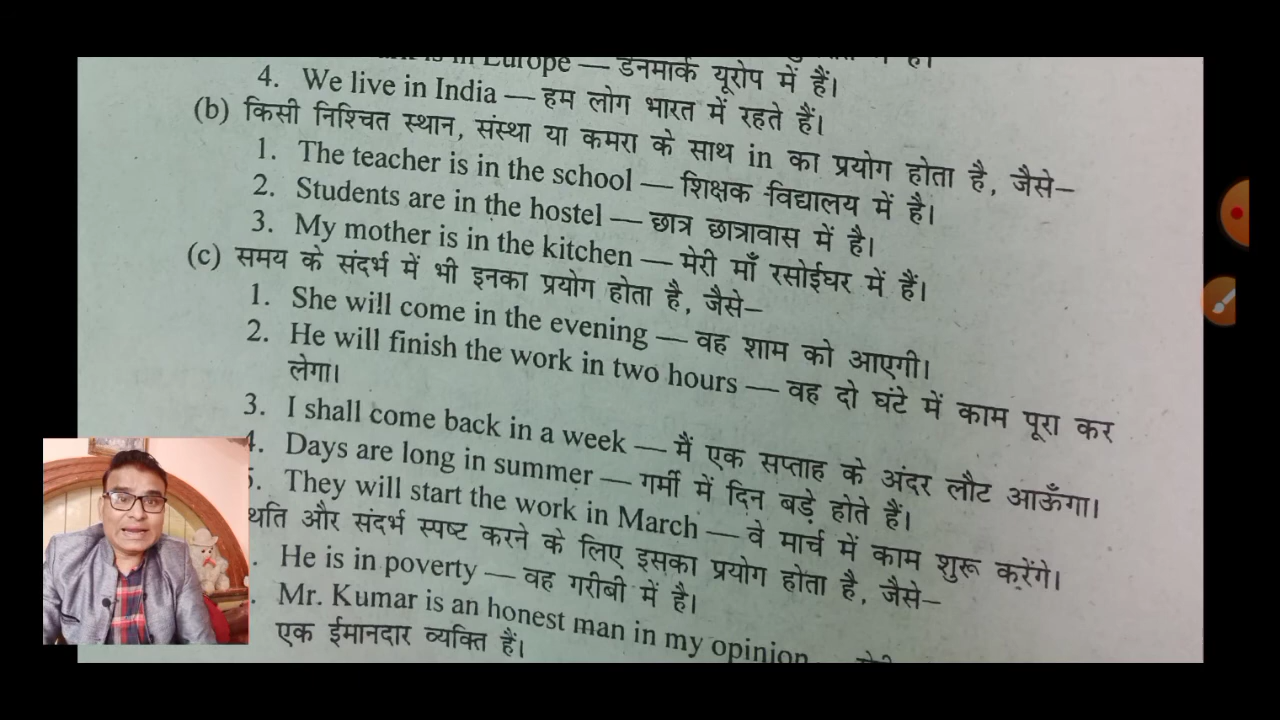 in Europe — डेनमार्क यूरोप में हैं।
4. We live in India — हम लोग भारत में रहते हैं।
(b) किसी निश्चित स्थान, संस्था या कमरा के साथ in का प्रयोग होता है, जैसे—
1. The teacher is in the school — शिक्षक विद्यालय में है।
2. Students are in the hostel — छात्र छात्रावास में है।
3. My mother is in the kitchen — मेरी माँ रसोईघर में हैं।
(c) समय के संदर्भ में भी इनका प्रयोग होता है, जैसे—
1. She will come in the evening — वह शाम को आएगी।
2. He will finish the work in two hours — वह दो घंटे में काम पूरा कर
लेगा।
3. I shall come back in a week — मैं एक सप्ताह के अंदर लौट आऊँगा।
4. Days are long in summer — गर्मी में दिन बड़े होते हैं।
5. They will start the work in March — वे मार्च में काम शुरू करेंगे।
और संदर्भ स्पष्ट करने के लिए इसका प्रयोग होता है, जैसे—
He is in poverty — वह गरीबी में है।
Mr. Kumar is an honest man in my opinion
एक ईमानदार व्यक्ति हैं।